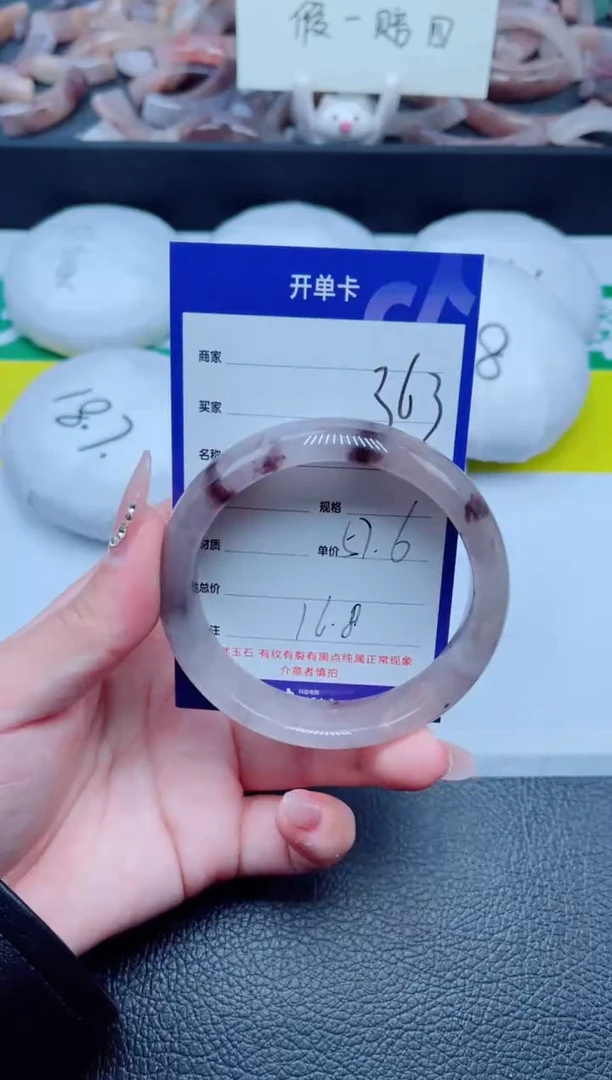 假一赔四
开单卡
商家
363
买家
名称
规格
材质
单价 57.6
总价
16.8
注
玉石 有纹有裂有黑点纯属正常现象
介意者慎拍
18.7.
8